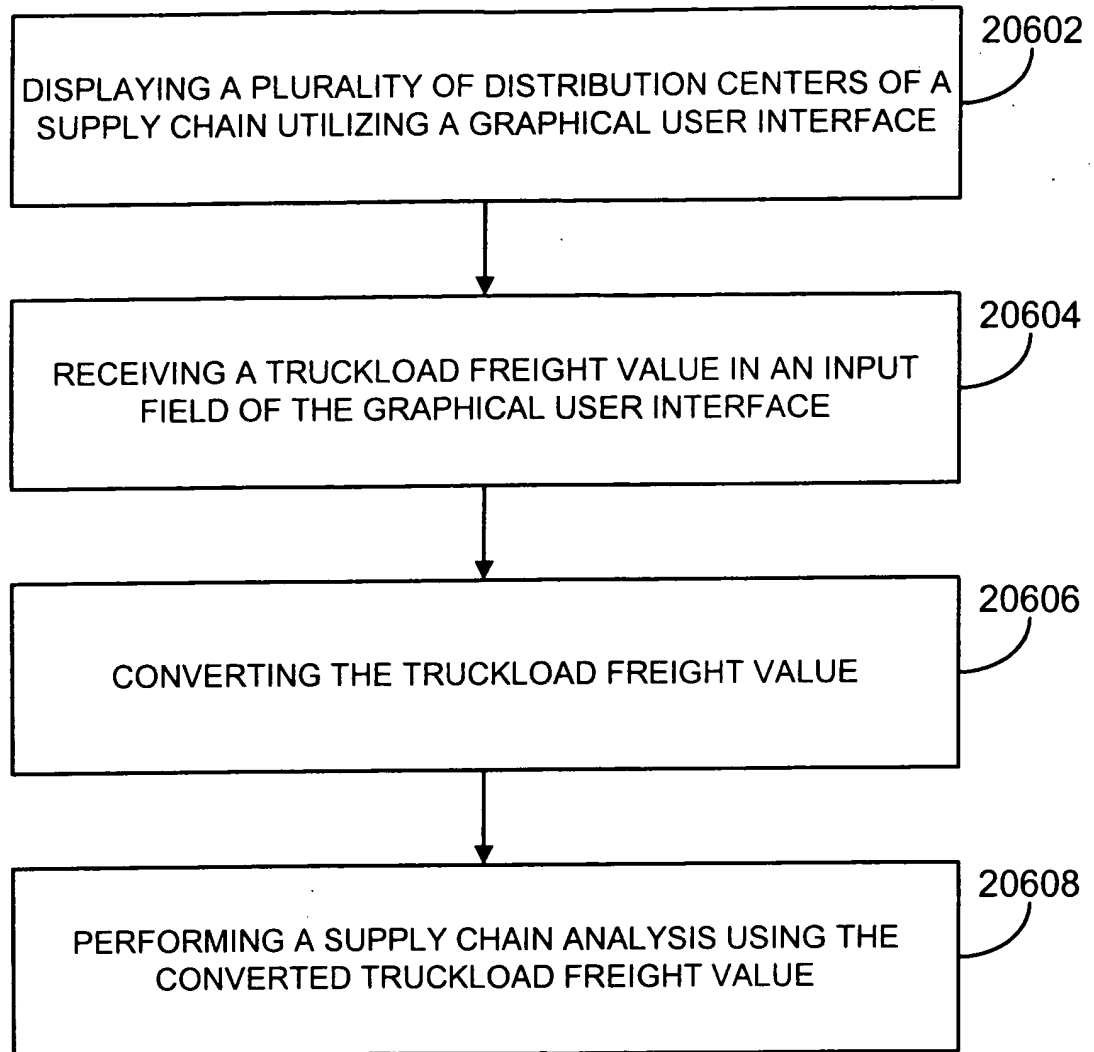 20602
DISPLAYING A PLURALITY OF DISTRIBUTION CENTERS OF A
SUPPLY CHAIN UTILIZING A GRAPHICAL USER INTERFACE
20604
RECEIVING A TRUCKLOAD FREIGHT VALUE IN AN INPUT
FIELD OF THE GRAPHICAL USER INTERFACE
20606
CONVERTING THE TRUCKLOAD FREIGHT VALUE
20608
PERFORMING A SUPPLY CHAIN ANALYSIS USING THE
CONVERTED TRUCKLOAD FREIGHT VALUE